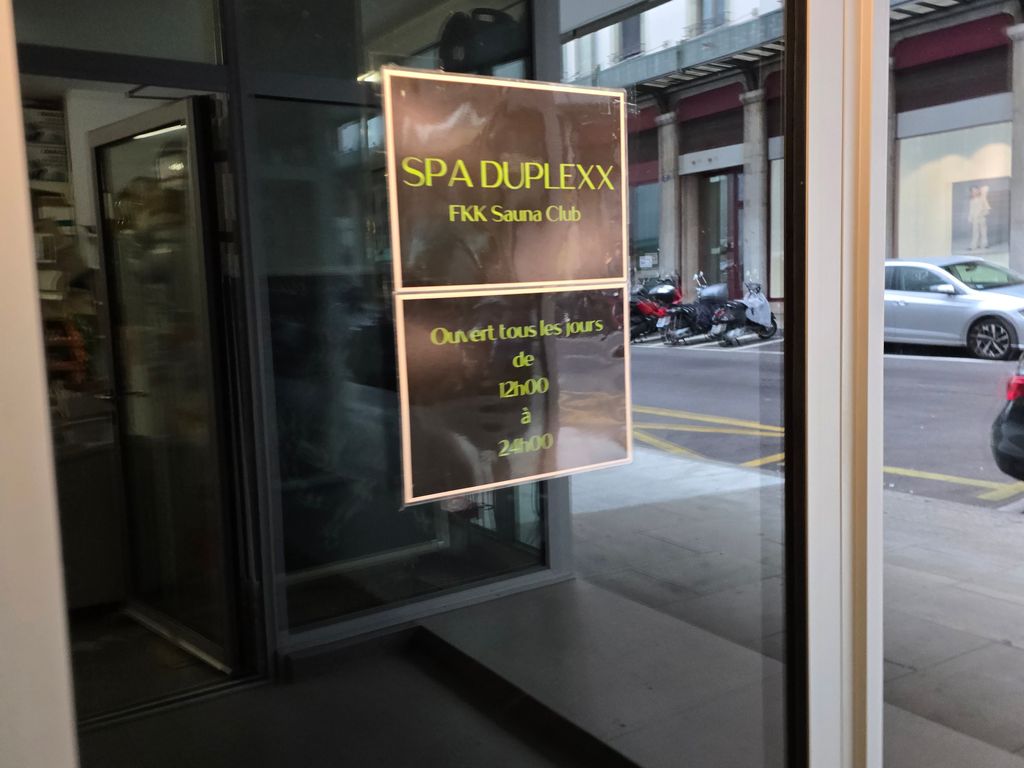 SPA DUPLEXX
FKK Sauna Club
Ouvert tous les jours
de
12h00
à
24h00